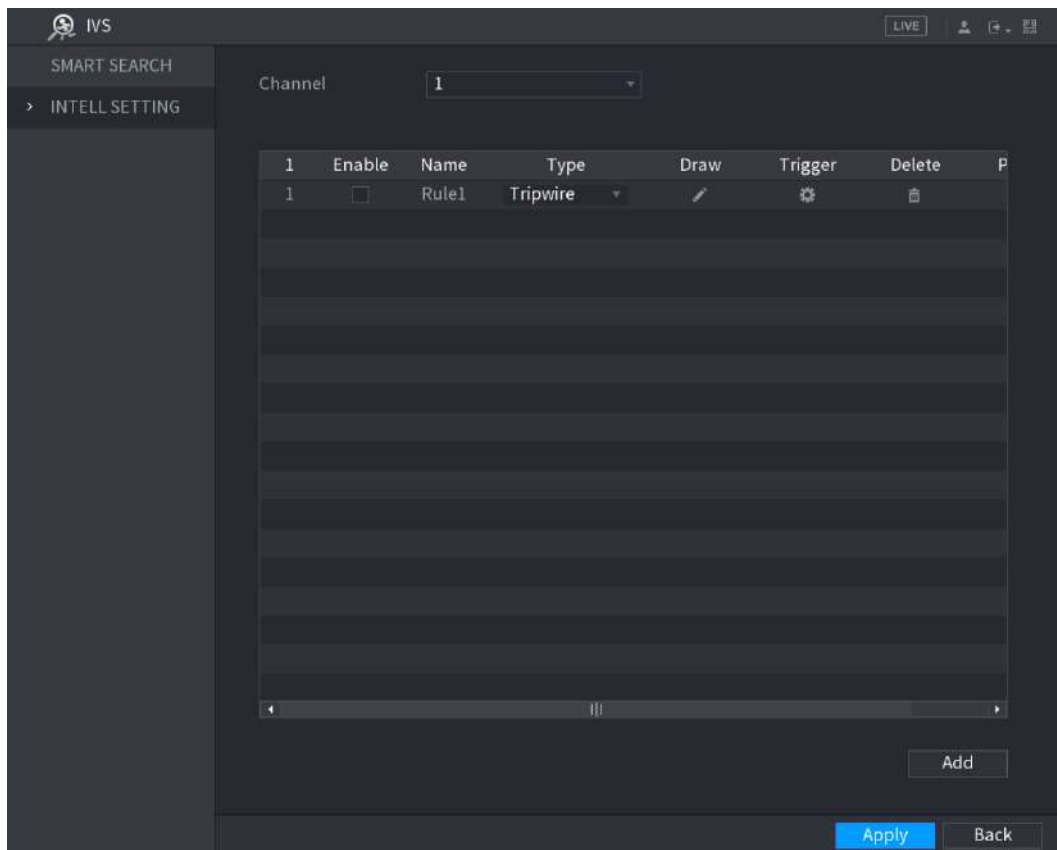 IVS LIVE
SMART SEARCH
INTELL SETTING
Channel 1
1 Enable Name Type Draw Trigger Delete P
1 Rule1 Tripwire
Add
Apply Back